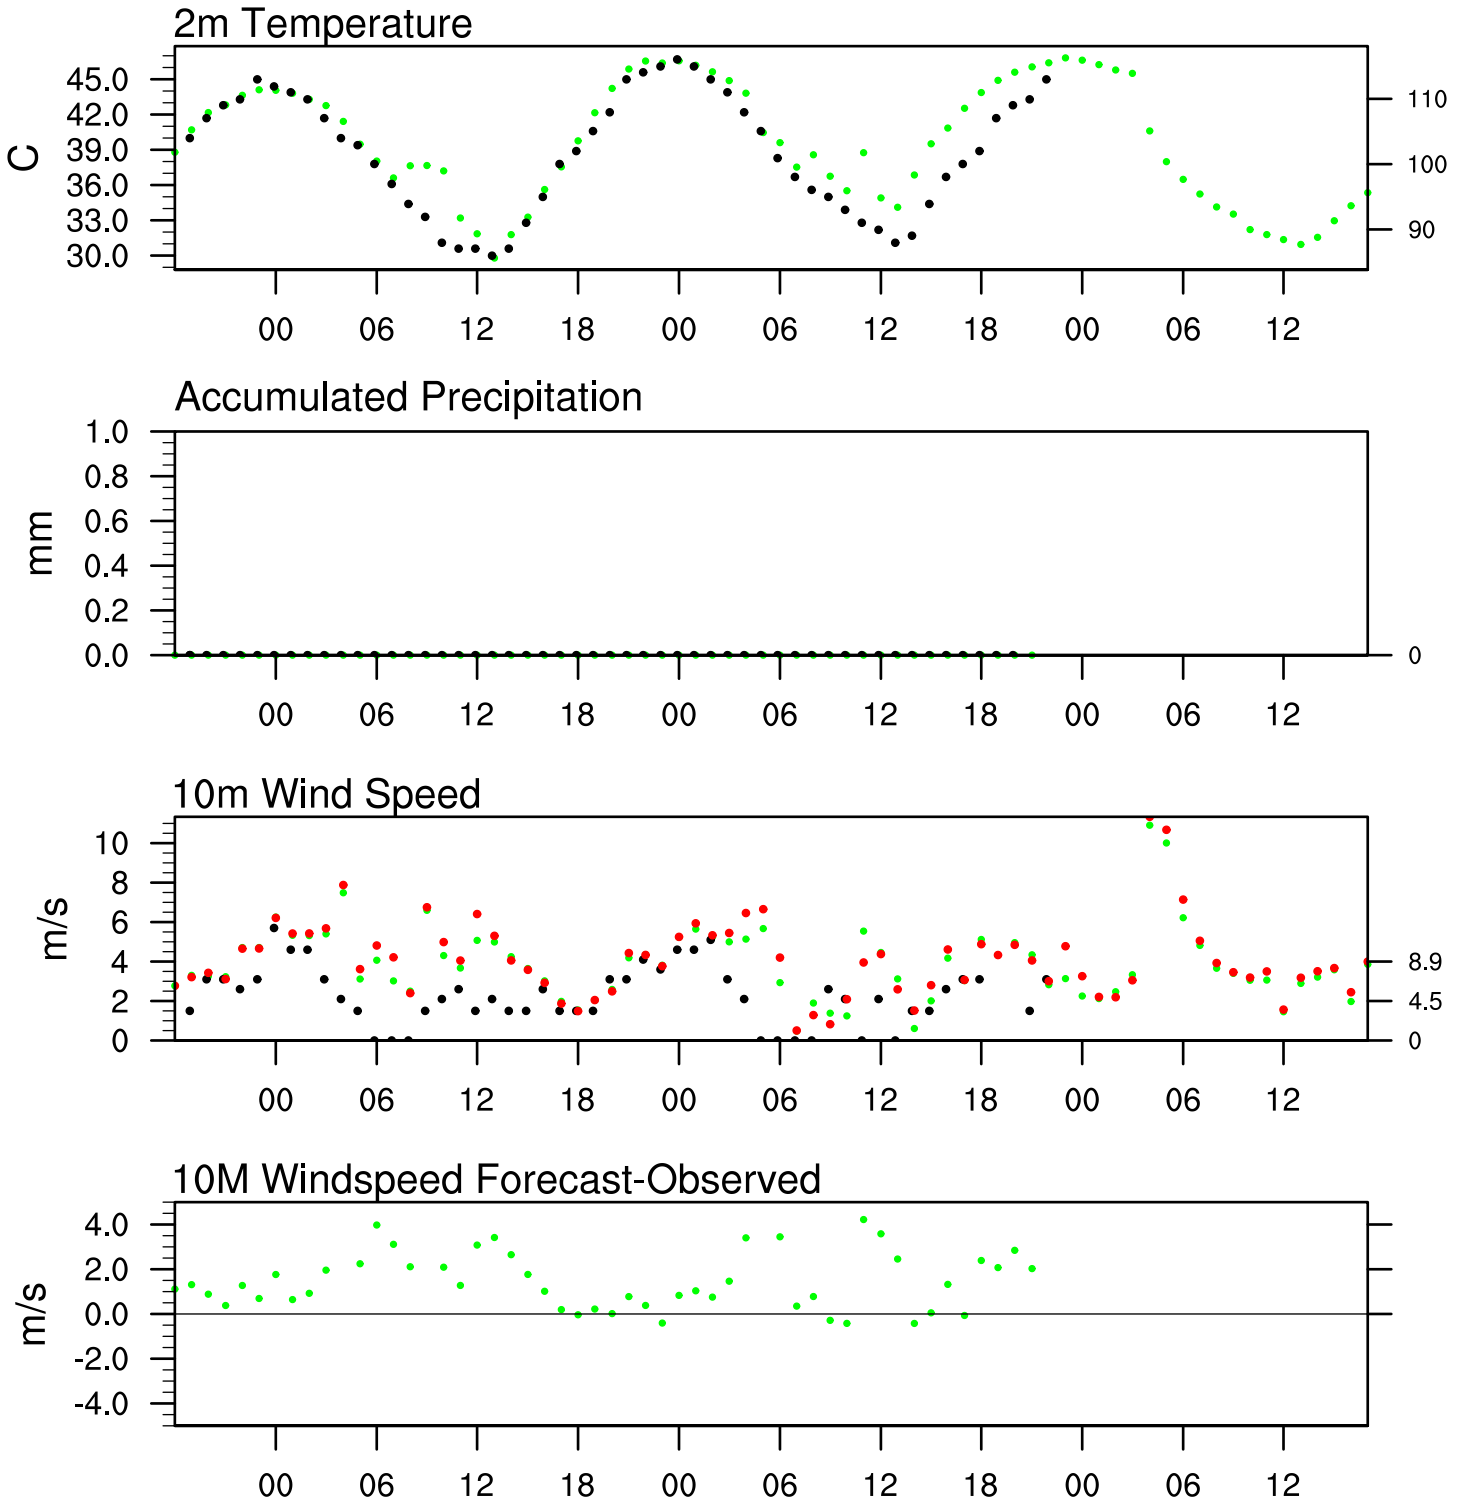 2m Temperature
C
45.0
42.0
39.0
36.0
33.0
30.0
110
100
90
00 06 12 18 00 06 12 18 00 06 12
Accumulated Precipitation
mm
1.0
0.8
0.6
0.4
0.2
0.0
0
00 06 12 18 00 06 12 18 00 06 12
10m Wind Speed
m/s
10
8
6
4
2
0
8.9
4.5
0
00 06 12 18 00 06 12 18 00 06 12
10M Windspeed Forecast-Observed
m/s
4.0
2.0
0.0
-2.0
-4.0
00 06 12 18 00 06 12 18 00 06 12